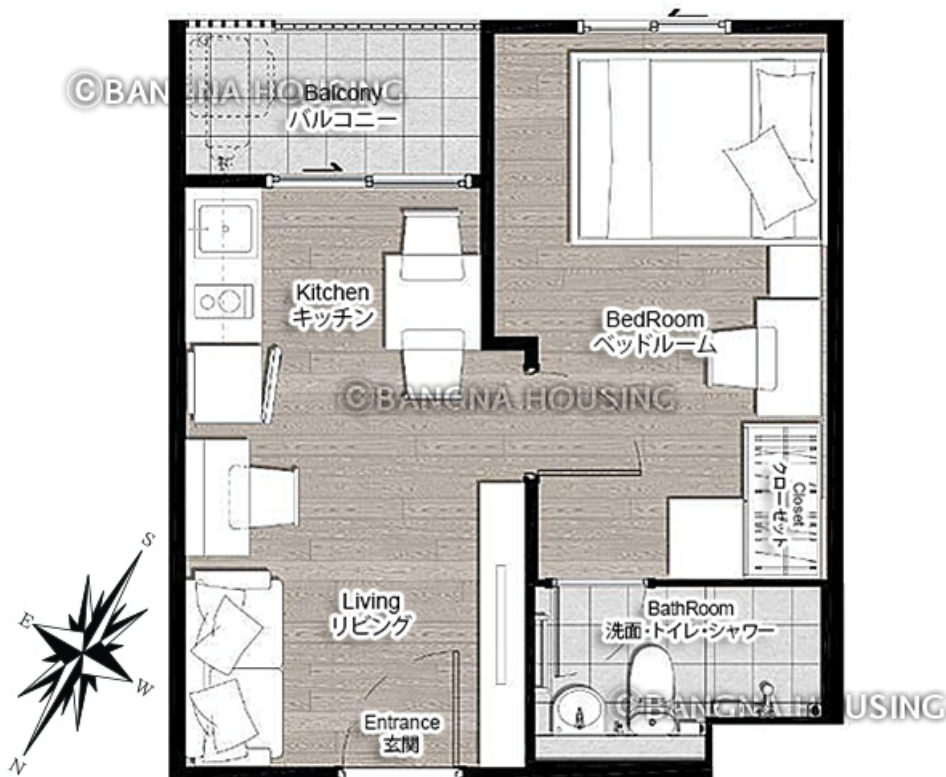 ©BANGNA HOUSING
Balcony
バルコニー
Kitchen
キッチン
BedRoom
ベッドルーム
©BANGNA HOUSING
Closet
クローゼット
S
E
W
N
Living
リビング
BathRoom
洗面・トイレ・シャワー
©BANGNA HOUSING
Entrance
玄関